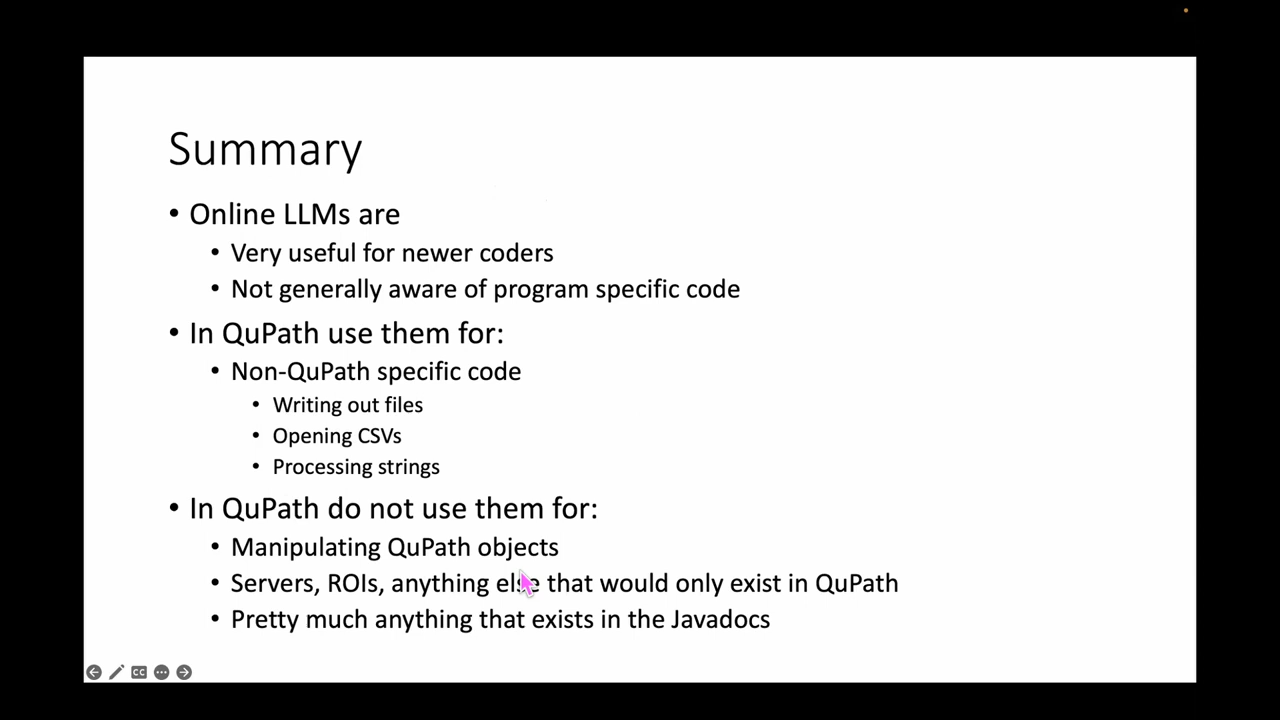 Summary
• Online LLMs are
• Very useful for newer coders
• Not generally aware of program specific code
• In QuPath use them for:
• Non-QuPath specific code
• Writing out files
• Opening CSVs
• Processing strings
• In QuPath do not use them for:
• Manipulating QuPath objects
• Servers, ROIs, anything else that would only exist in QuPath
• Pretty much anything that exists in the Javadocs
CC